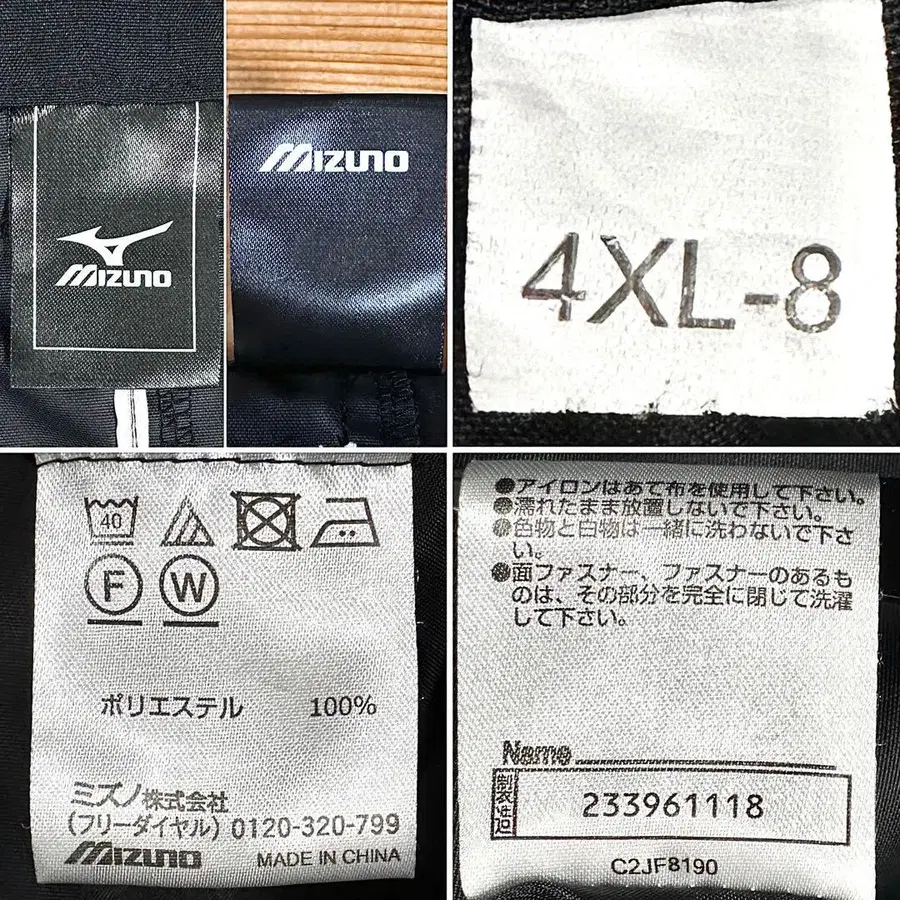 MIZUNO
MIZUNO
4XL-8
40
F W
ポリエステル 100%
ミズノ株式会社
(フリーダイヤル) 0120-320-799
MIZUNO MADE IN CHINA
●アイロンはあて布を使用して下さい。
●濡れたまま放置しないで下さい。
●色物と白物は一緒に洗わないで下さ
い。
●面ファスナー、ファスナーのあるも
のは、その部分を完全に閉じて洗濯
して下さい。
Name
233961118
C2JF8190